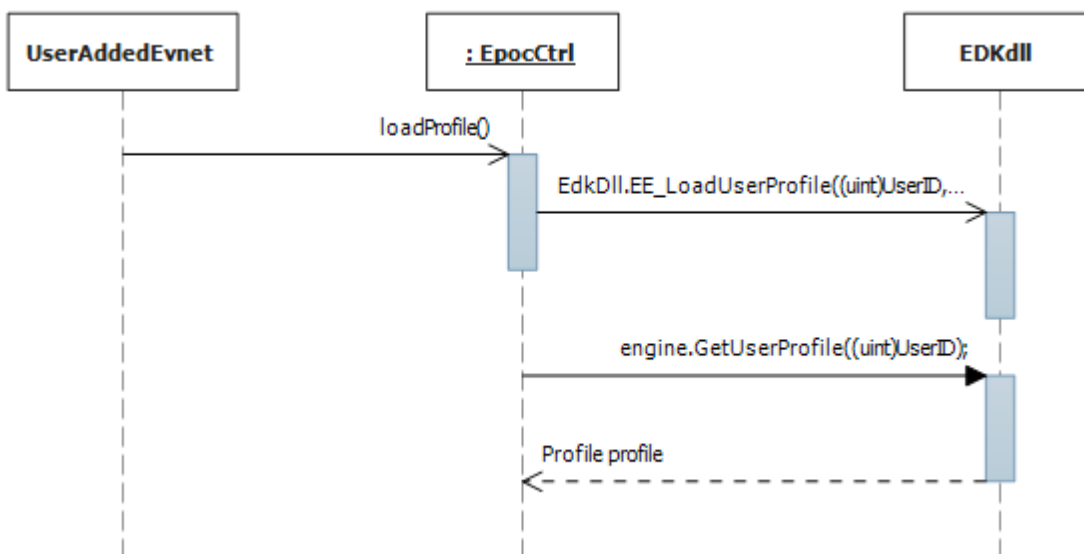 UserAddedEvnet
: EpocCtrl
EDKdll
loadProfile()
EdkDll.EE_LoadUserProfile((uint)UserID,...
engine.GetUserProfile((uint)UserID);
Profile profile